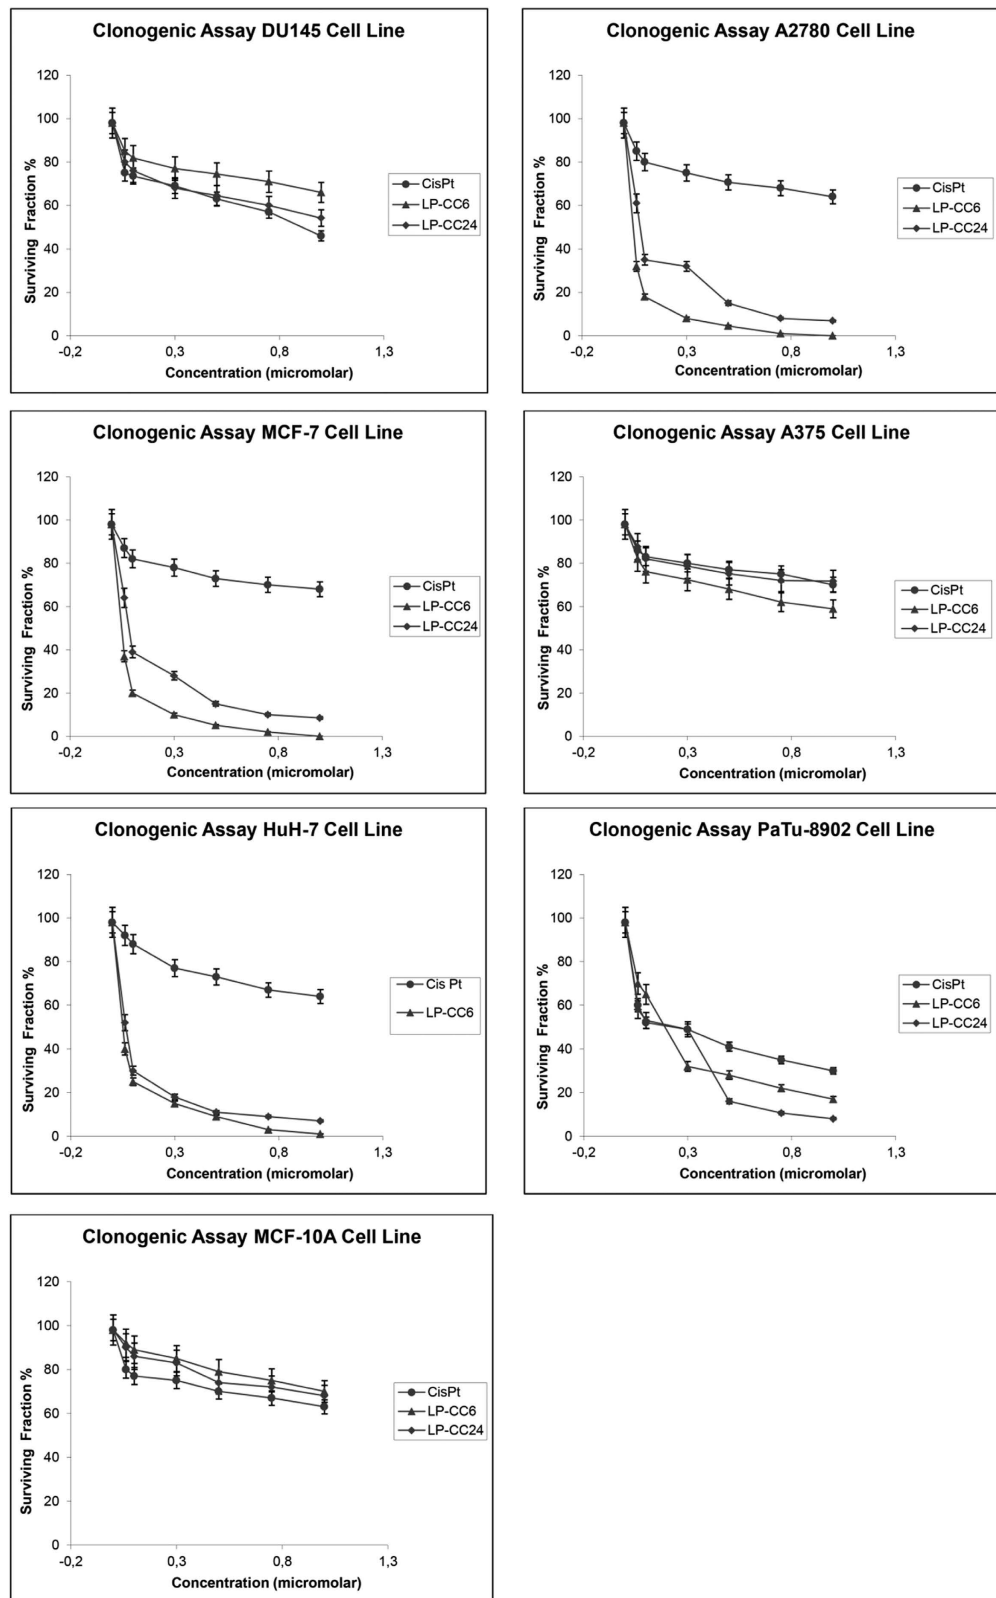 Clonogenic Assay DU145 Cell Line
120
100
80
60
40
20
0
-0,2 0,3 0,8 1,3
Surviving Fraction %
Concentration (micromolar)
CisPt
LP-CC6
LP-CC24
Clonogenic Assay A2780 Cell Line
120
100
80
60
40
20
0
-0,2 0,3 0,8 1,3
Surviving Fraction %
Concentration (micromolar)
CisPt
LP-CC6
LP-CC24
Clonogenic Assay MCF-7 Cell Line
120
100
80
60
40
20
0
-0,2 0,3 0,8 1,3
Surviving Fraction %
Concentration (micromolar)
CisPt
LP-CC6
LP-CC24
Clonogenic Assay A375 Cell Line
120
100
80
60
40
20
0
-0,2 0,3 0,8 1,3
Surviving Fraction %
Concentration (micromolar)
CisPt
LP-CC6
LP-CC24
Clonogenic Assay HuH-7 Cell Line
120
100
80
60
40
20
0
-0,2 0,3 0,8 1,3
Surviving Fraction %
Concentration (micromolar)
Cis Pt
LP-CC6
Clonogenic Assay PaTu-8902 Cell Line
120
100
80
60
40
20
0
-0,2 0,3 0,8 1,3
Surviving Fraction %
Concentration (micromolar)
CisPt
LP-CC6
LP-CC24
Clonogenic Assay MCF-10A Cell Line
120
100
80
60
40
20
0
-0,2 0,3 0,8 1,3
Surviving Fraction %
Concentration (micromolar)
CisPt
LP-CC6
LP-CC24